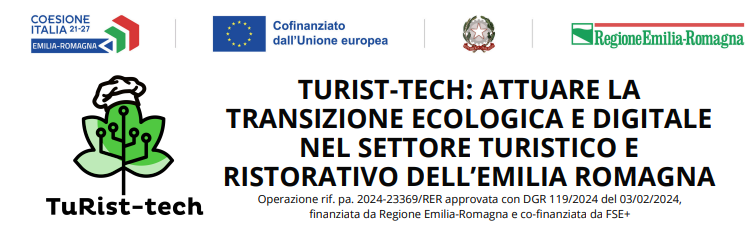 COESIONE
ITALIA 21-27
EMILIA-ROMAGNA
Cofinanziato
dall'Unione europea
RegioneEmilia-Romagna
TURIST-TECH: ATTUARE LA
TRANSIZIONE ECOLOGICA E DIGITALE
NEL SETTORE TURISTICO E
RISTORATIVO DELL'EMILIA ROMAGNA
TuRist-tech
Operazione rif. pa. 2024-23369/RER approvata con DGR 119/2024 del 03/02/2024,
finanziata da Regione Emilia-Romagna e co-finanziata da FSE+